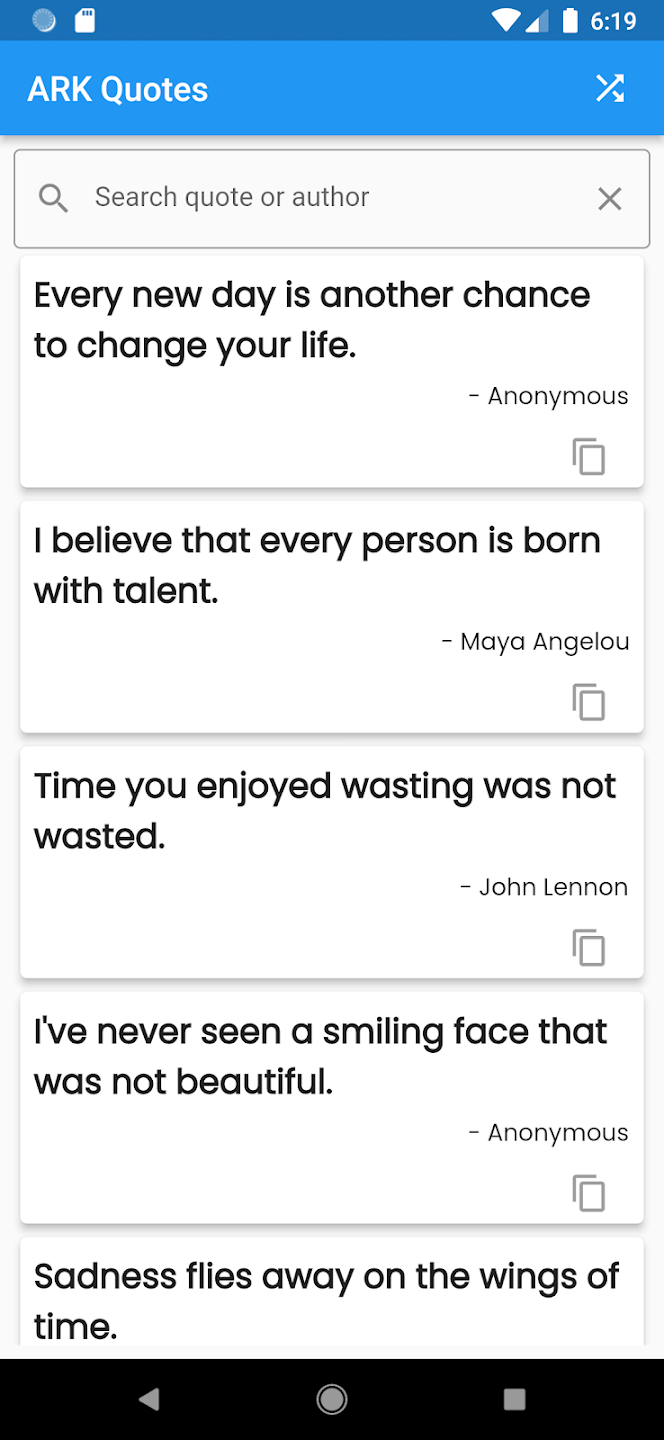 6:19
ARK Quotes
Search quote or author
Every new day is another chance
to change your life.
- Anonymous
I believe that every person is born
with talent.
- Maya Angelou
Time you enjoyed wasting was not
wasted.
- John Lennon
I've never seen a smiling face that
was not beautiful.
- Anonymous
Sadness flies away on the wings of
time.